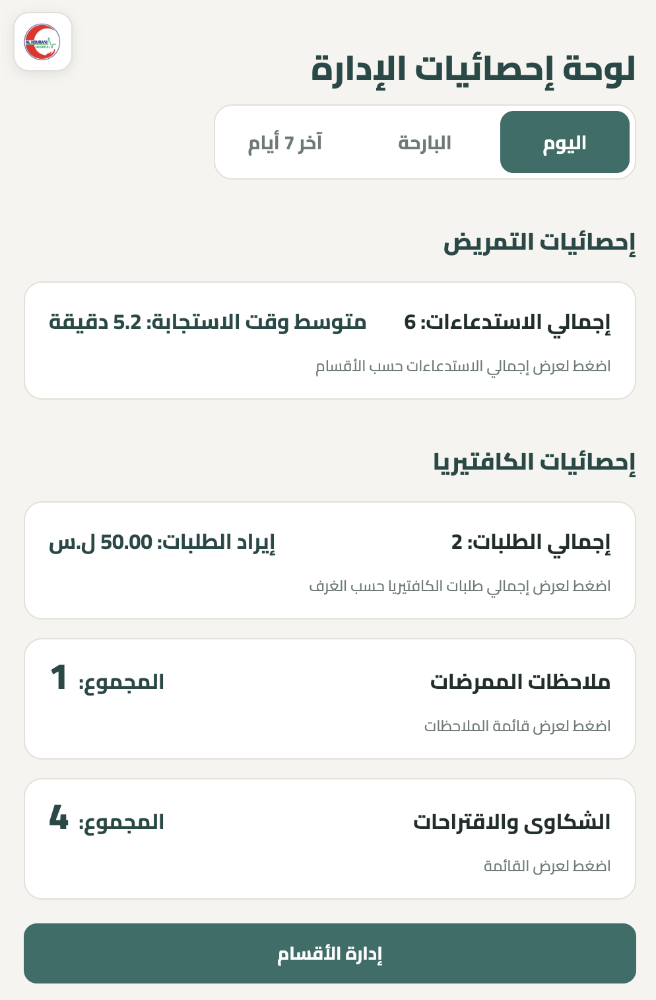 AL HOURANI
HOSPITAL
لوحة إحصائيات الإدارة
اليوم
البارحة
آخر 7 أيام
إحصائيات التمريض
إجمالي الاستدعاءات: 6
متوسط وقت الاستجابة: 5.2 دقيقة
اضغط لعرض إجمالي الاستدعاءات حسب الأقسام
إحصائيات الكافتيريا
إجمالي الطلبات: 2
إيراد الطلبات: 50.00 ل.س
اضغط لعرض إجمالي طلبات الكافتيريا حسب الغرف
ملاحظات الممرضات
المجموع: 1
اضغط لعرض قائمة الملاحظات
الشكاوى والاقتراحات
المجموع: 4
اضغط لعرض القائمة
إدارة الأقسام